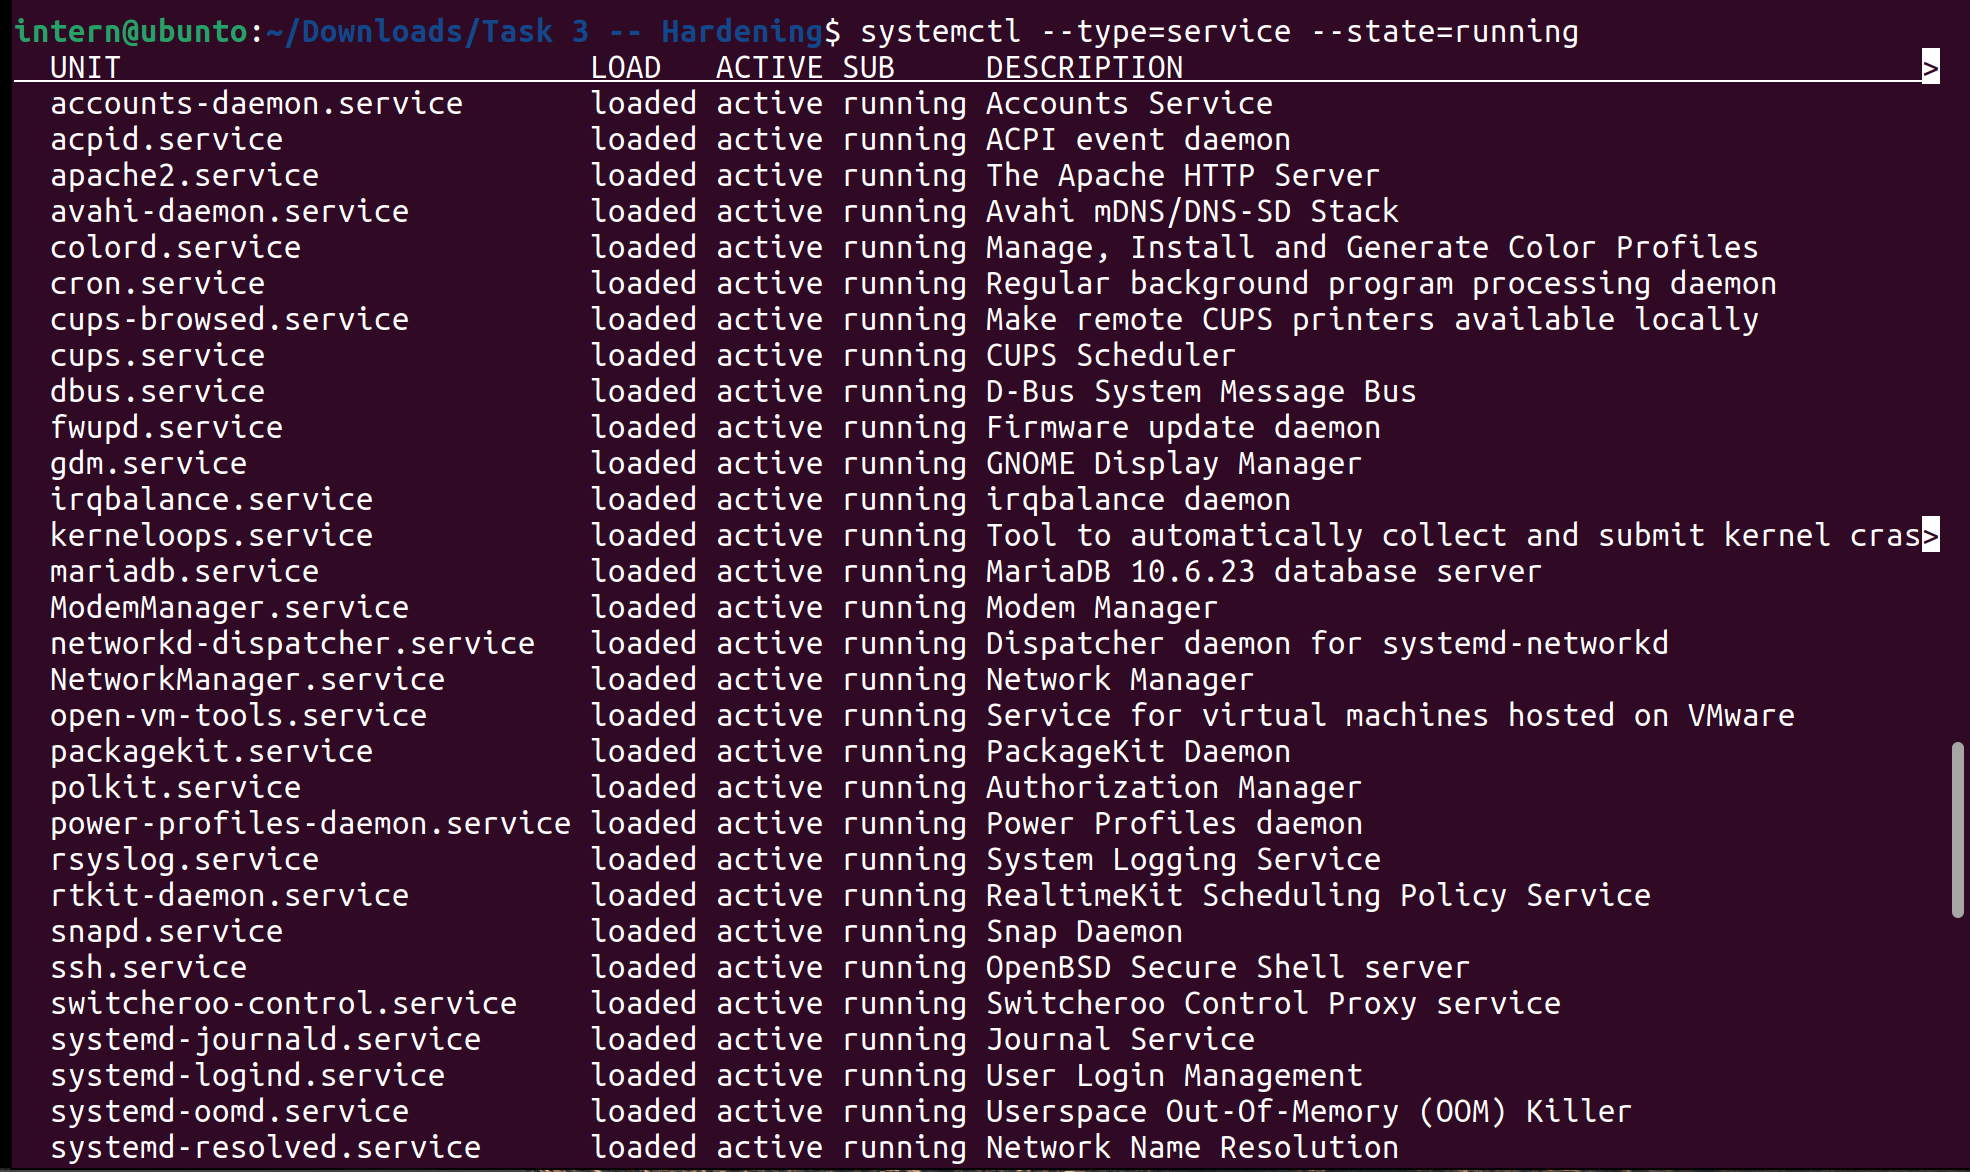 intern@ubunto:~/Downloads/Task 3 -- Hardening$ systemctl --type=service --state=running
  UNIT                          LOAD   ACTIVE SUB     DESCRIPTION                                         >
  accounts-daemon.service       loaded active running Accounts Service
  acpid.service                 loaded active running ACPI event daemon
  apache2.service               loaded active running The Apache HTTP Server
  avahi-daemon.service          loaded active running Avahi mDNS/DNS-SD Stack
  colord.service                loaded active running Manage, Install and Generate Color Profiles
  cron.service                  loaded active running Regular background program processing daemon
  cups-browsed.service          loaded active running Make remote CUPS printers available locally
  cups.service                  loaded active running CUPS Scheduler
  dbus.service                  loaded active running D-Bus System Message Bus
  fwupd.service                 loaded active running Firmware update daemon
  gdm.service                   loaded active running GNOME Display Manager
  irqbalance.service            loaded active running irqbalance daemon
  kerneloops.service            loaded active running Tool to automatically collect and submit kernel cras>
  mariadb.service               loaded active running MariaDB 10.6.23 database server
  ModemManager.service          loaded active running Modem Manager
  networkd-dispatcher.service   loaded active running Dispatcher daemon for systemd-networkd
  NetworkManager.service        loaded active running Network Manager
  open-vm-tools.service         loaded active running Service for virtual machines hosted on VMware
  packagekit.service            loaded active running PackageKit Daemon
  polkit.service                loaded active running Authorization Manager
  power-profiles-daemon.service loaded active running Power Profiles daemon
  rsyslog.service               loaded active running System Logging Service
  rtkit-daemon.service          loaded active running RealtimeKit Scheduling Policy Service
  snapd.service                 loaded active running Snap Daemon
  ssh.service                   loaded active running OpenBSD Secure Shell server
  switcheroo-control.service    loaded active running Switcheroo Control Proxy service
  systemd-journald.service      loaded active running Journal Service
  systemd-logind.service        loaded active running User Login Management
  systemd-oomd.service          loaded active running Userspace Out-Of-Memory (OOM) Killer
  systemd-resolved.service      loaded active running Network Name Resolution